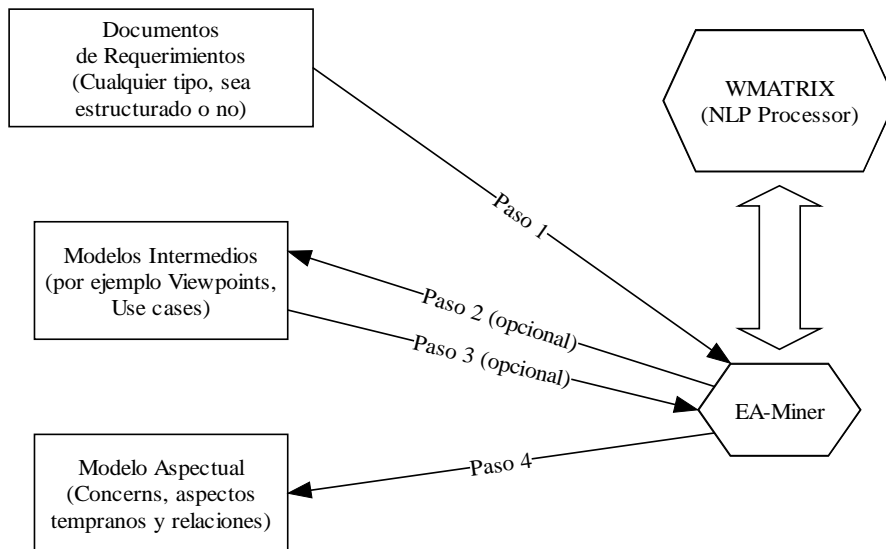 Documentos
de Requerimientos
(Cualquier tipo, sea
estructurado o no)
WMATRIX
(NLP Processor)
Paso 1
Modelos Intermedios
(por ejemplo Viewpoints,
Use cases)
Paso 2 (opcional)
Paso 3 (opcional)
EA-Miner
Modelo Aspectual
(Concerns, aspectos
tempranos y relaciones)
Paso 4